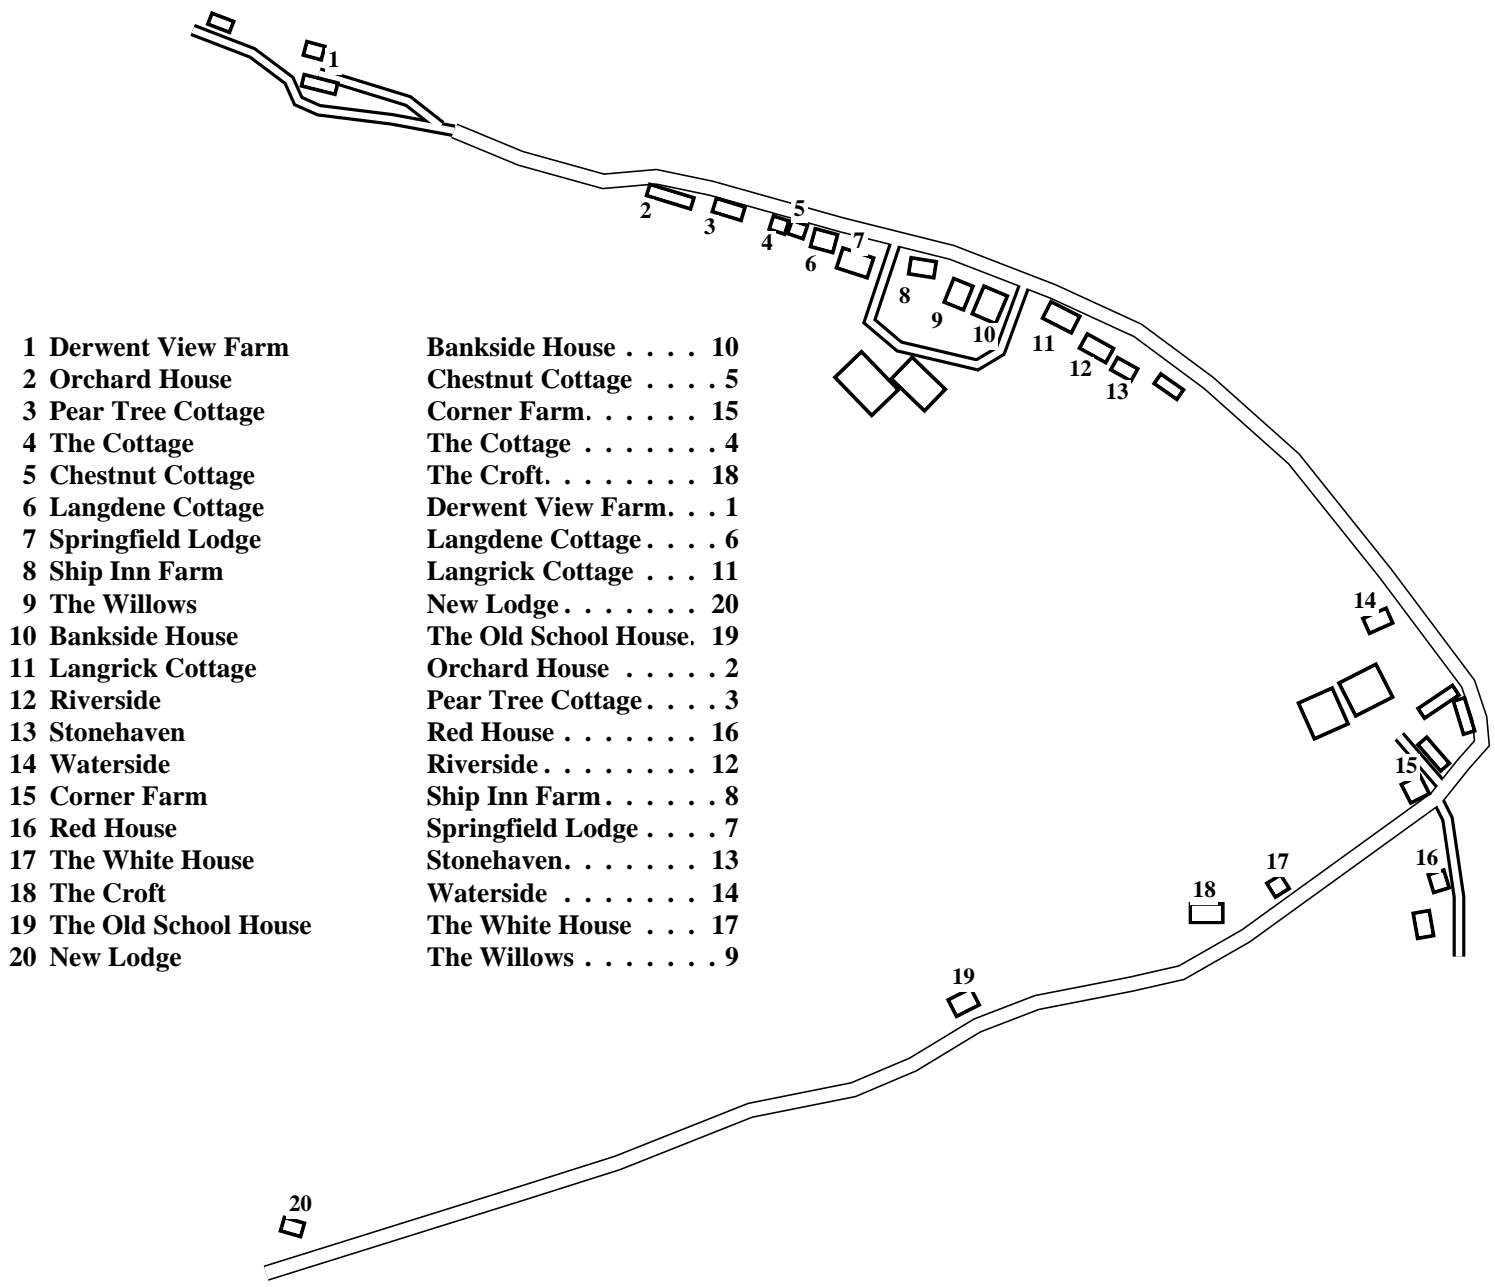 1
5
2
3
4
7
6
8
9
10
11
12
13
1 Derwent View Farm
2 Orchard House
3 Pear Tree Cottage
4 The Cottage
5 Chestnut Cottage
6 Langdene Cottage
7 Springfield Lodge
8 Ship Inn Farm
9 The Willows
10 Bankside House
11 Langrick Cottage
12 Riverside
13 Stonehaven
14 Waterside
15 Corner Farm
16 Red House
17 The White House
18 The Croft
19 The Old School House
20 New Lodge
Bankside House . . . . 10
Chestnut Cottage . . . . 5
Corner Farm. . . . . . 15
The Cottage . . . . . . . 4
The Croft. . . . . . . . 18
Derwent View Farm. . . 1
Langdene Cottage . . . . 6
Langrick Cottage . . . 11
New Lodge . . . . . . . 20
The Old School House. 19
Orchard House . . . . . 2
Pear Tree Cottage . . . . 3
Red House . . . . . . . 16
Riverside . . . . . . . . 12
Ship Inn Farm . . . . . 8
Springfield Lodge . . . . 7
Stonehaven. . . . . . . 13
Waterside . . . . . . . 14
The White House . . . 17
The Willows . . . . . . . 9
14
15
16
17
18
19
20